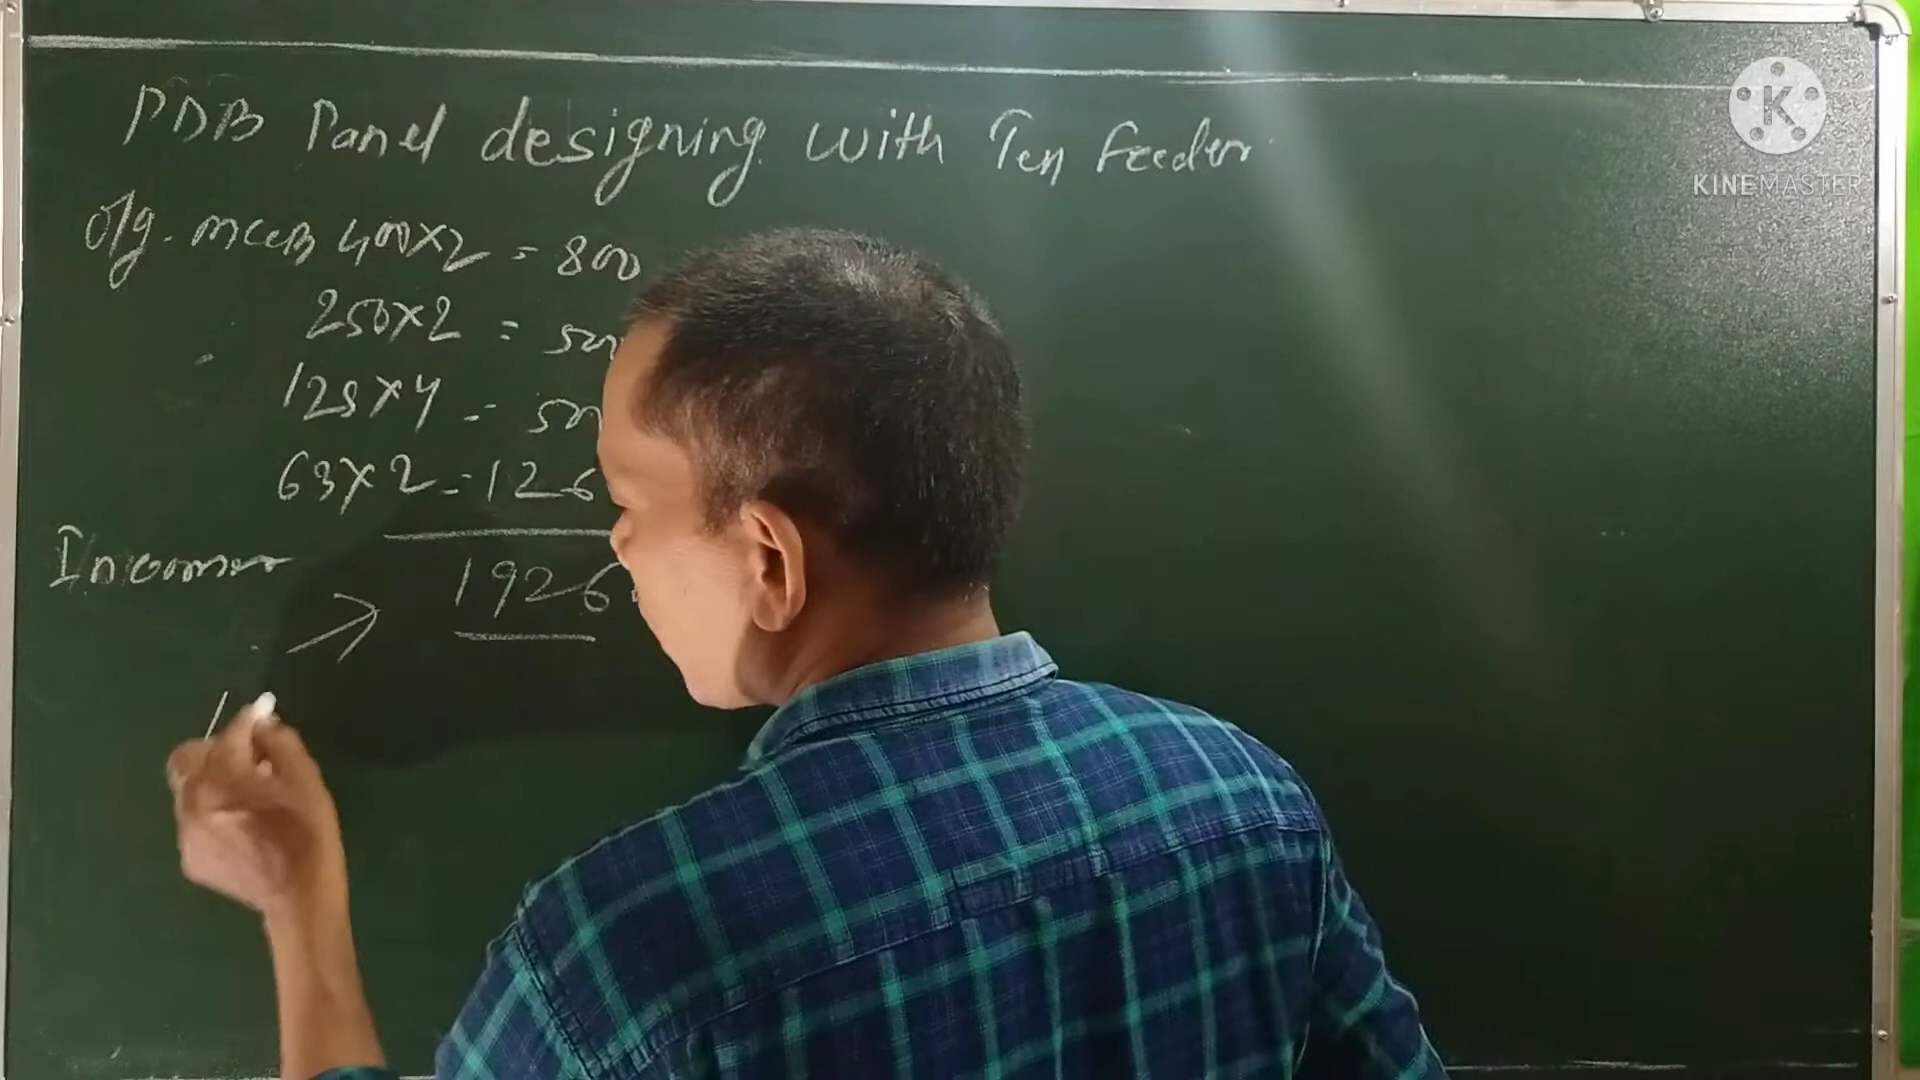 PDB Panel designing with Ten Feeder
O/g. MCCB 400×2 = 800
250×2 = 500
125×4 = 500
63×2 = 126
Incomer
→ 1926
K
KINEMASTER